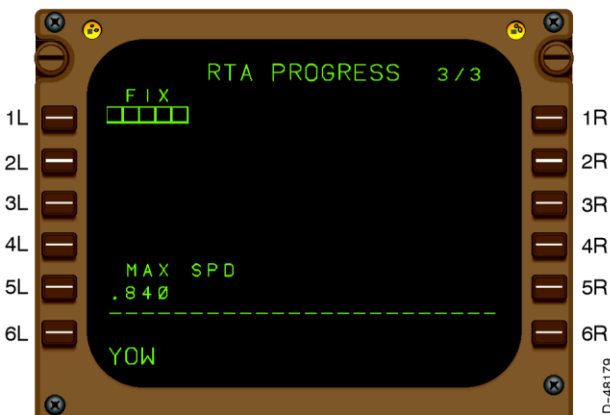 RTA PROGRESS 3/3
FIX
1L 1R
2L 2R
3L 3R
4L 4R
MAX SPD
5L .840 5R
6L 6R
YOW
D-48179